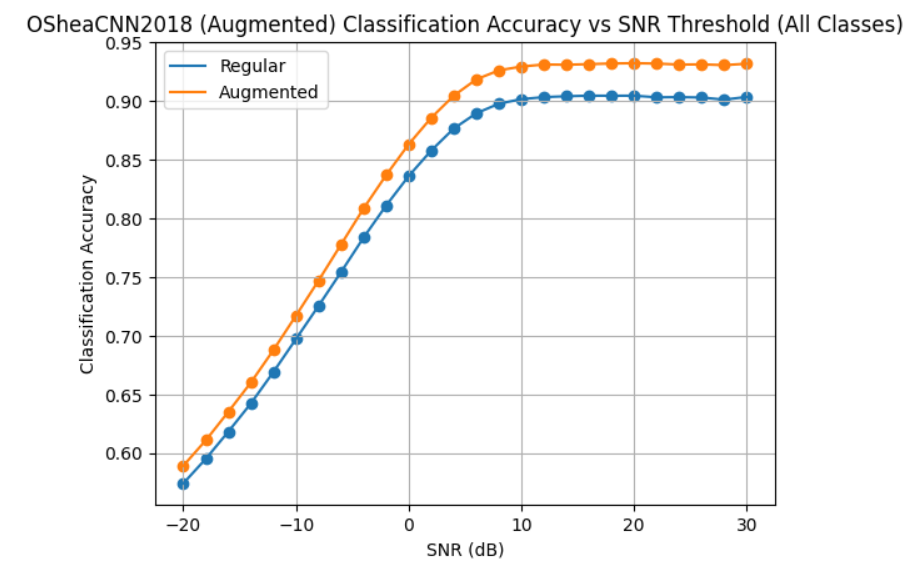 OSheaCNN2018 (Augmented) Classification Accuracy vs SNR Threshold (All Classes)
0.95
Regular
Augmented
0.90
0.85
0.80
0.75
0.70
0.65
0.60
Classification Accuracy
−20 −10 0 10 20 30
SNR (dB)